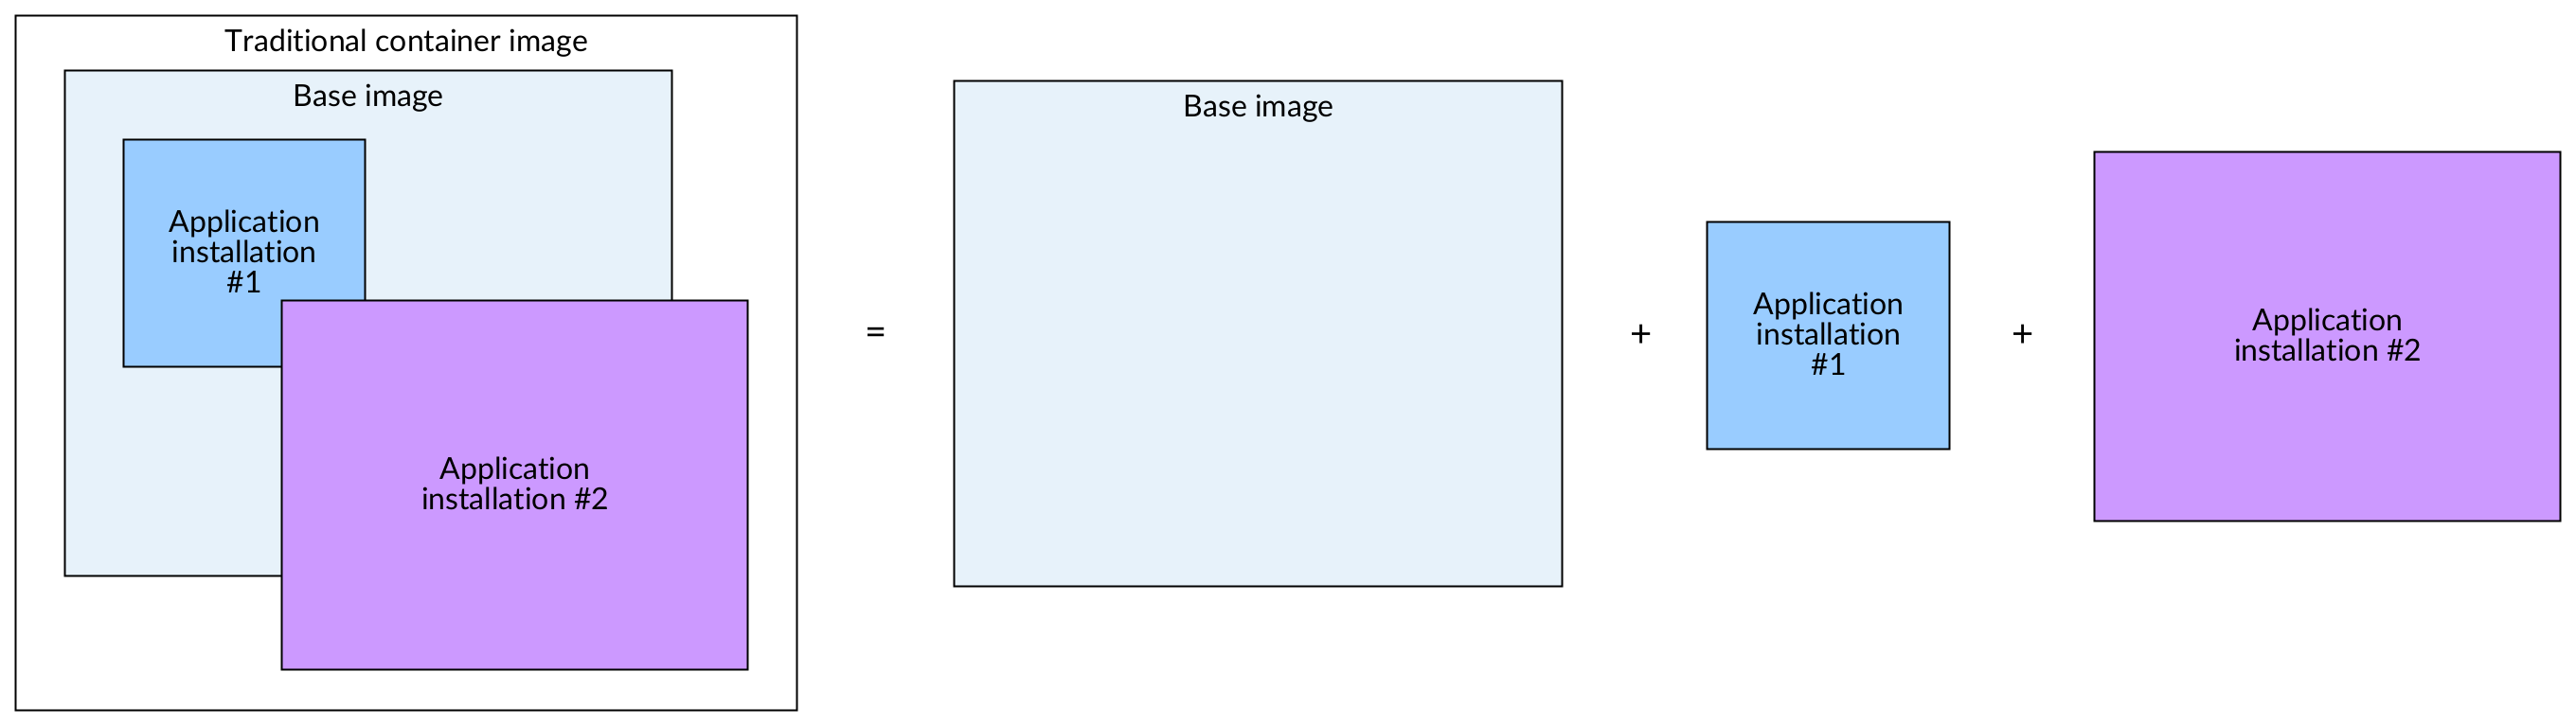 Traditional container image
Base image
Application
installation
#1
Application
installation #2
=
Base image
+
Application
installation
#1
+
Application
installation #2